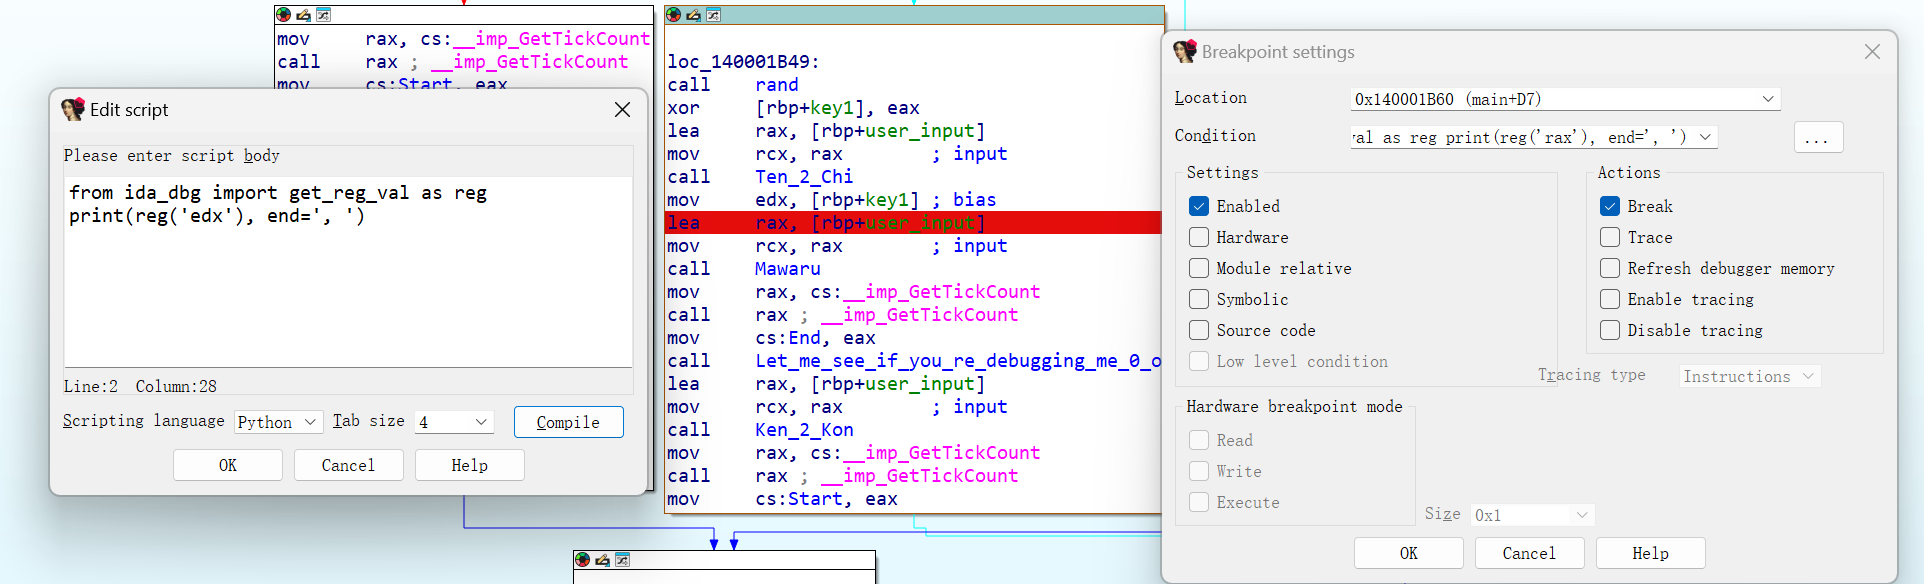 mov rax, cs:__imp_GetTickCount
call rax ; __imp_GetTickCount
mov cs:Start, eax
Edit script
Please enter script body
from ida_dbg import get_reg_val as reg
print(reg('edx'), end=', ')
Line:2 Column:28
Scripting language Python Tab size 4 Compile
OK Cancel Help
loc_140001B49:
call rand
xor [rbp+key1], eax
lea rax, [rbp+user_input]
mov rcx, rax ; input
call Ten_2_Chi
mov edx, [rbp+key1] ; bias
lea rax, [rbp+user_input]
mov rcx, rax ; input
call Mawaru
mov rax, cs:__imp_GetTickCount
call rax ; __imp_GetTickCount
mov cs:End, eax
call Let_me_see_if_you_re_debugging_me_0_o
lea rax, [rbp+user_input]
mov rcx, rax ; input
call Ken_2_Kon
mov rax, cs:__imp_GetTickCount
call rax ; __imp_GetTickCount
mov cs:Start, eax
Breakpoint settings
Location 0x140001B60 (main+D7)
Condition val as reg print(reg('rax'), end=', ') ...
Settings
Enabled
Hardware
Module relative
Symbolic
Source code
Low level condition
Actions
Break
Trace
Refresh debugger memory
Enable tracing
Disable tracing
Tracing type Instructions
Hardware breakpoint mode
Read
Write
Execute
Size 0x1
OK Cancel Help